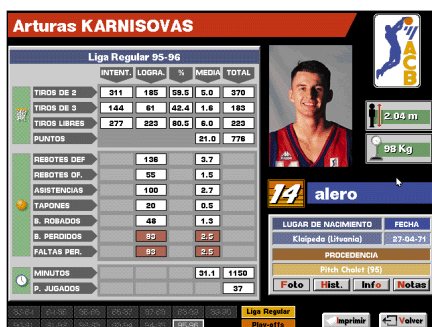 Arturas KARNISOVAS
Liga Regular 95-96
INTENT. LOGRA. % MEDIA TOTAL
TIROS DE 2 311 185 59.5 5.0 370
TIROS DE 3 144 61 42.4 1.6 183
TIROS LIBRES 277 223 80.5 6.0 223
PUNTOS 21.0 776
REBOTES DEF 136 3.7
REBOTES OF. 55 1.5
ASISTENCIAS 100 2.7
TAPONES 20 0.5
B. ROBADOS 48 1.3
B. PERDIDOS 93 2.5
FALTAS PER. 93 2.5
MINUTOS 31.1 1150
P. JUGADOS 37
ACB
2.04 m
98 Kg
14 alero
LUGAR DE NACIMIENTO FECHA
Klaipeda (Litvania) 27-04-71
PROCEDENCIA
Pitch Cholet (95)
Foto Hist. Info Notas
Liga Regular
95-96 Play-offs
Imprimir Volver